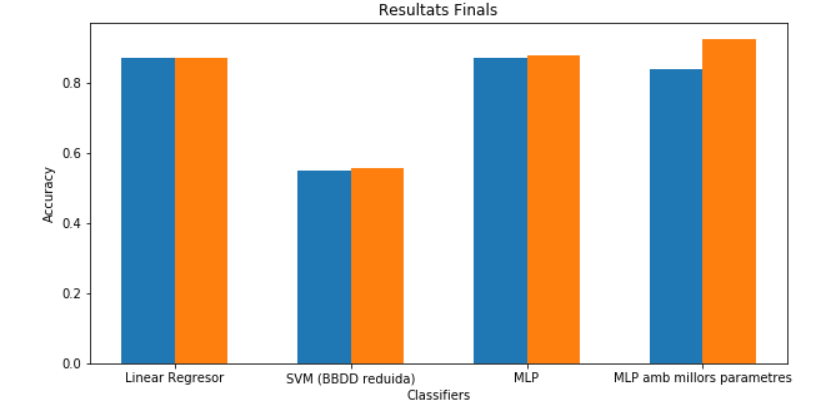 Resultats Finals
Accuracy
0.8
0.6
0.4
0.2
0.0
Linear Regresor
SVM (BBDD reduida)
MLP
MLP amb millors parametres
Classifiers